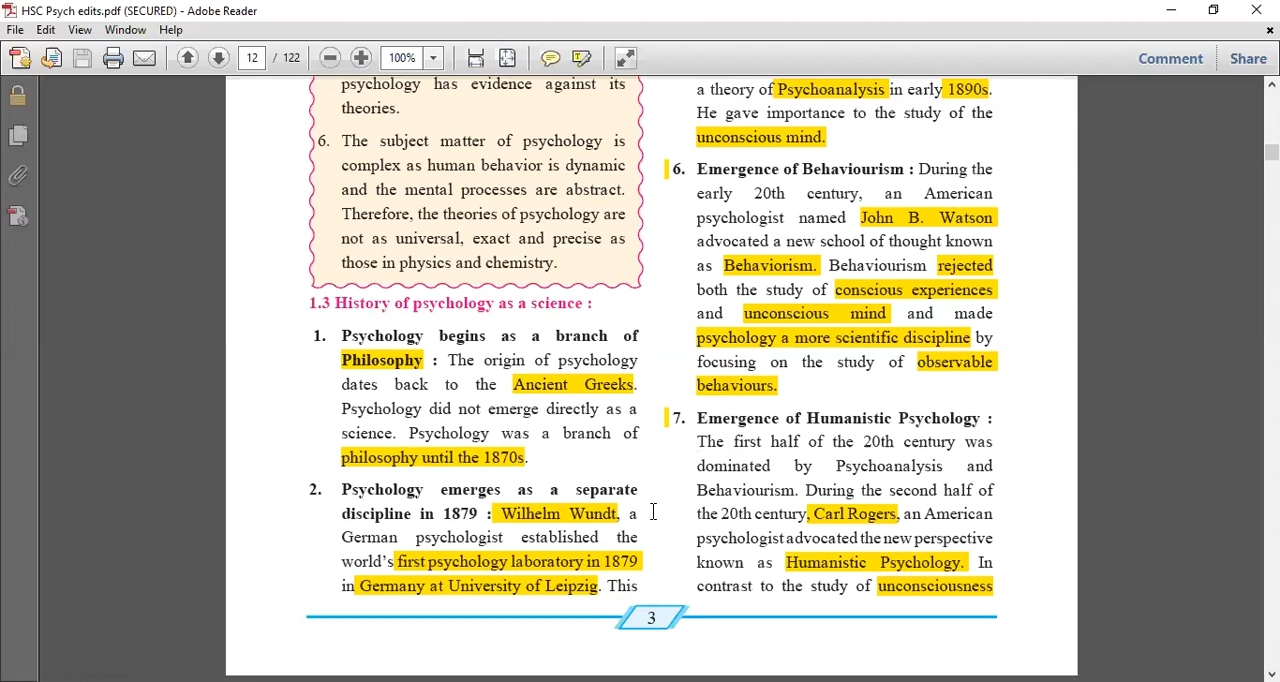 HSC Psych edits.pdf (SECURED) - Adobe Reader
File Edit View Window Help
12 / 122 100% Comment Share
psychology has evidence against its
theories.
6. The subject matter of psychology is
complex as human behavior is dynamic
and the mental processes are abstract.
Therefore, the theories of psychology are
not as universal, exact and precise as
those in physics and chemistry.
1.3 History of psychology as a science :
1. Psychology begins as a branch of
Philosophy : The origin of psychology
dates back to the Ancient Greeks.
Psychology did not emerge directly as a
science. Psychology was a branch of
philosophy until the 1870s.
2. Psychology emerges as a separate
discipline in 1879 : Wilhelm Wundt, a
German psychologist established the
world's first psychology laboratory in 1879
in Germany at University of Leipzig. This
a theory of Psychoanalysis in early 1890s.
He gave importance to the study of the
unconscious mind.
6. Emergence of Behaviourism : During the
early 20th century, an American
psychologist named John B. Watson
advocated a new school of thought known
as Behaviorism. Behaviourism rejected
both the study of conscious experiences
and unconscious mind and made
psychology a more scientific discipline by
focusing on the study of observable
behaviours.
7. Emergence of Humanistic Psychology :
The first half of the 20th century was
dominated by Psychoanalysis and
Behaviourism. During the second half of
the 20th century, Carl Rogers, an American
psychologist advocated the new perspective
known as Humanistic Psychology. In
contrast to the study of unconsciousness
3